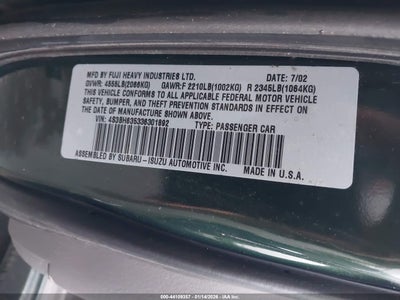 MFD BY FUJI HEAVY INDUSTRIES LTD. 7/02
GVWR: 4555LB(2066KG) GAWR:F 2210LB(1002KG) R 2345LB(1064KG)
THIS VEHICLE CONFORMS TO ALL APPLICABLE FEDERAL MOTOR VEHICLE
SAFETY, BUMPER, AND THEFT PREVENTION STANDARDS IN EFFECT ON
THE DATE OF MANUFACTURE SHOWN ABOVE.
VIN: 4S3BH635336301892 TYPE: PASSENGER CAR
ASSEMBLED BY SUBARU-ISUZU AUTOMOTIVE INC. MADE IN U.S.A.
000-44109357 - 01/14/2026 - IAA, Inc.